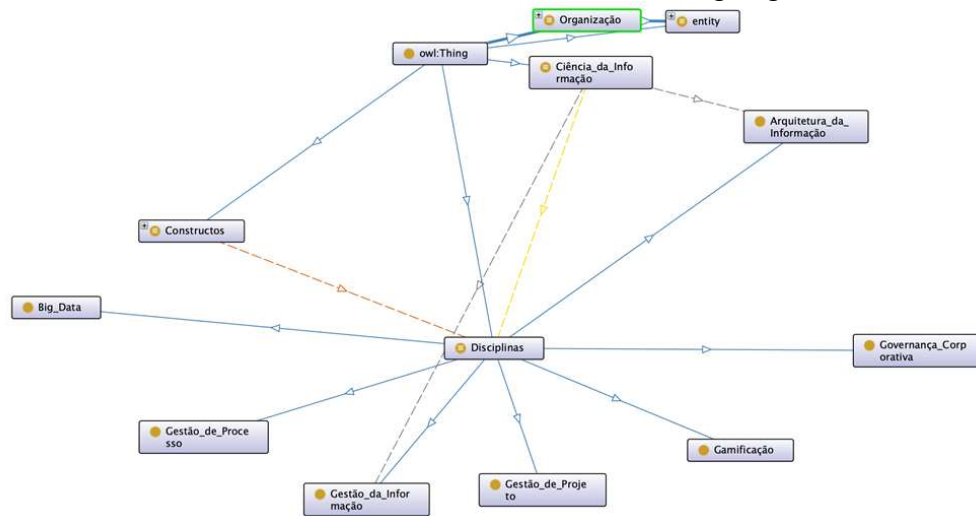 Organização
entity
owl:Thing
Ciência_da_Info
rmação
Arquitetura_da_
Informação
Constructos
Big_Data
Disciplinas
Governança_Corp
orativa
Gestão_de_Proce
sso
Gamificação
Gestão_da_Infor
mação
Gestão_de_Proje
to